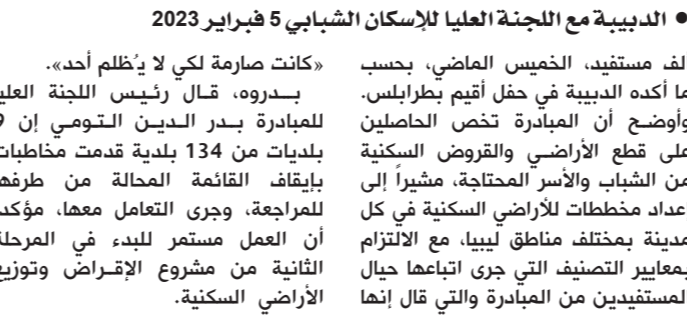 ● الدبيبة مع اللجنة العليا للإسكان الشبابي 5 فبراير 2023
ألف مستفيد، الخميس الماضي، بحسب
ما أكده الدبيبة في حفل أقيم بطرابلس.
وأوضح أن المبادرة تخص الحاصلين
على قطع الأراضي والقروض السكنية
من الشباب والأسر المحتاجة، مشيراً إلى
إعداد مخططات للأراضي السكنية في كل
مدينة بمختلف مناطق ليبيا، مع الالتزام
بمعايير التصنيف التي جرى اتباعها حيال
المستفيدين من المبادرة والتي قال إنها
«كانت صارمة لكي لا يُظلم أحد».
بـدروه، قال رئيس اللجنة العليا
للمبادرة بدر الدين التومي إن 9
بلديات من 134 بلدية قدمت مخاطبات
بإيقاف القائمة المحالة من طرفها
للمراجعة، وجرى التعامل معها، مؤكدا
أن العمل مستمر للبدء في المرحلة
الثانية من مشروع الإقراض وتوزيع
الأراضي السكنية.